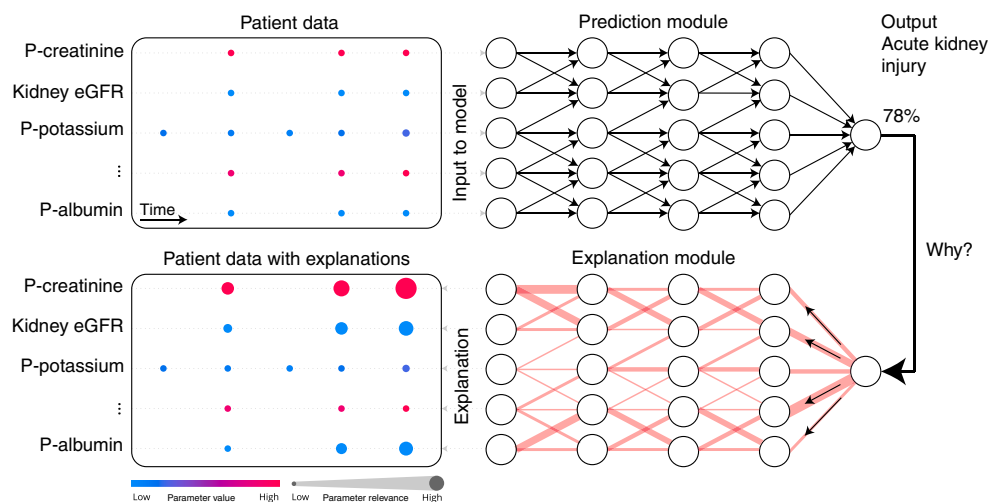 Patient data
Prediction module
Output
Acute kidney
injury
P-creatinine
Kidney eGFR
P-potassium
...
P-albumin
Time
Input to model
78%
Why?
Patient data with explanations
Explanation module
P-creatinine
Kidney eGFR
P-potassium
...
P-albumin
Explanation
Low Parameter value High
Low Parameter relevance High